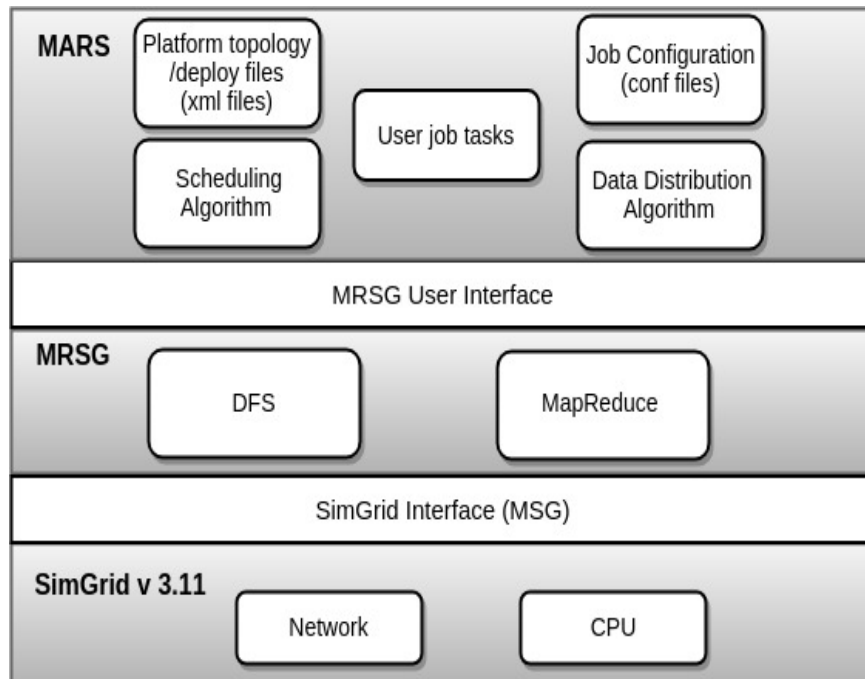 MARS
Platform topology
/deploy files
(xml files)
Job Configuration
(conf files)
User job tasks
Scheduling
Algorithm
Data Distribution
Algorithm
MRSG User Interface
MRSG
DFS
MapReduce
SimGrid Interface (MSG)
SimGrid v 3.11
Network
CPU